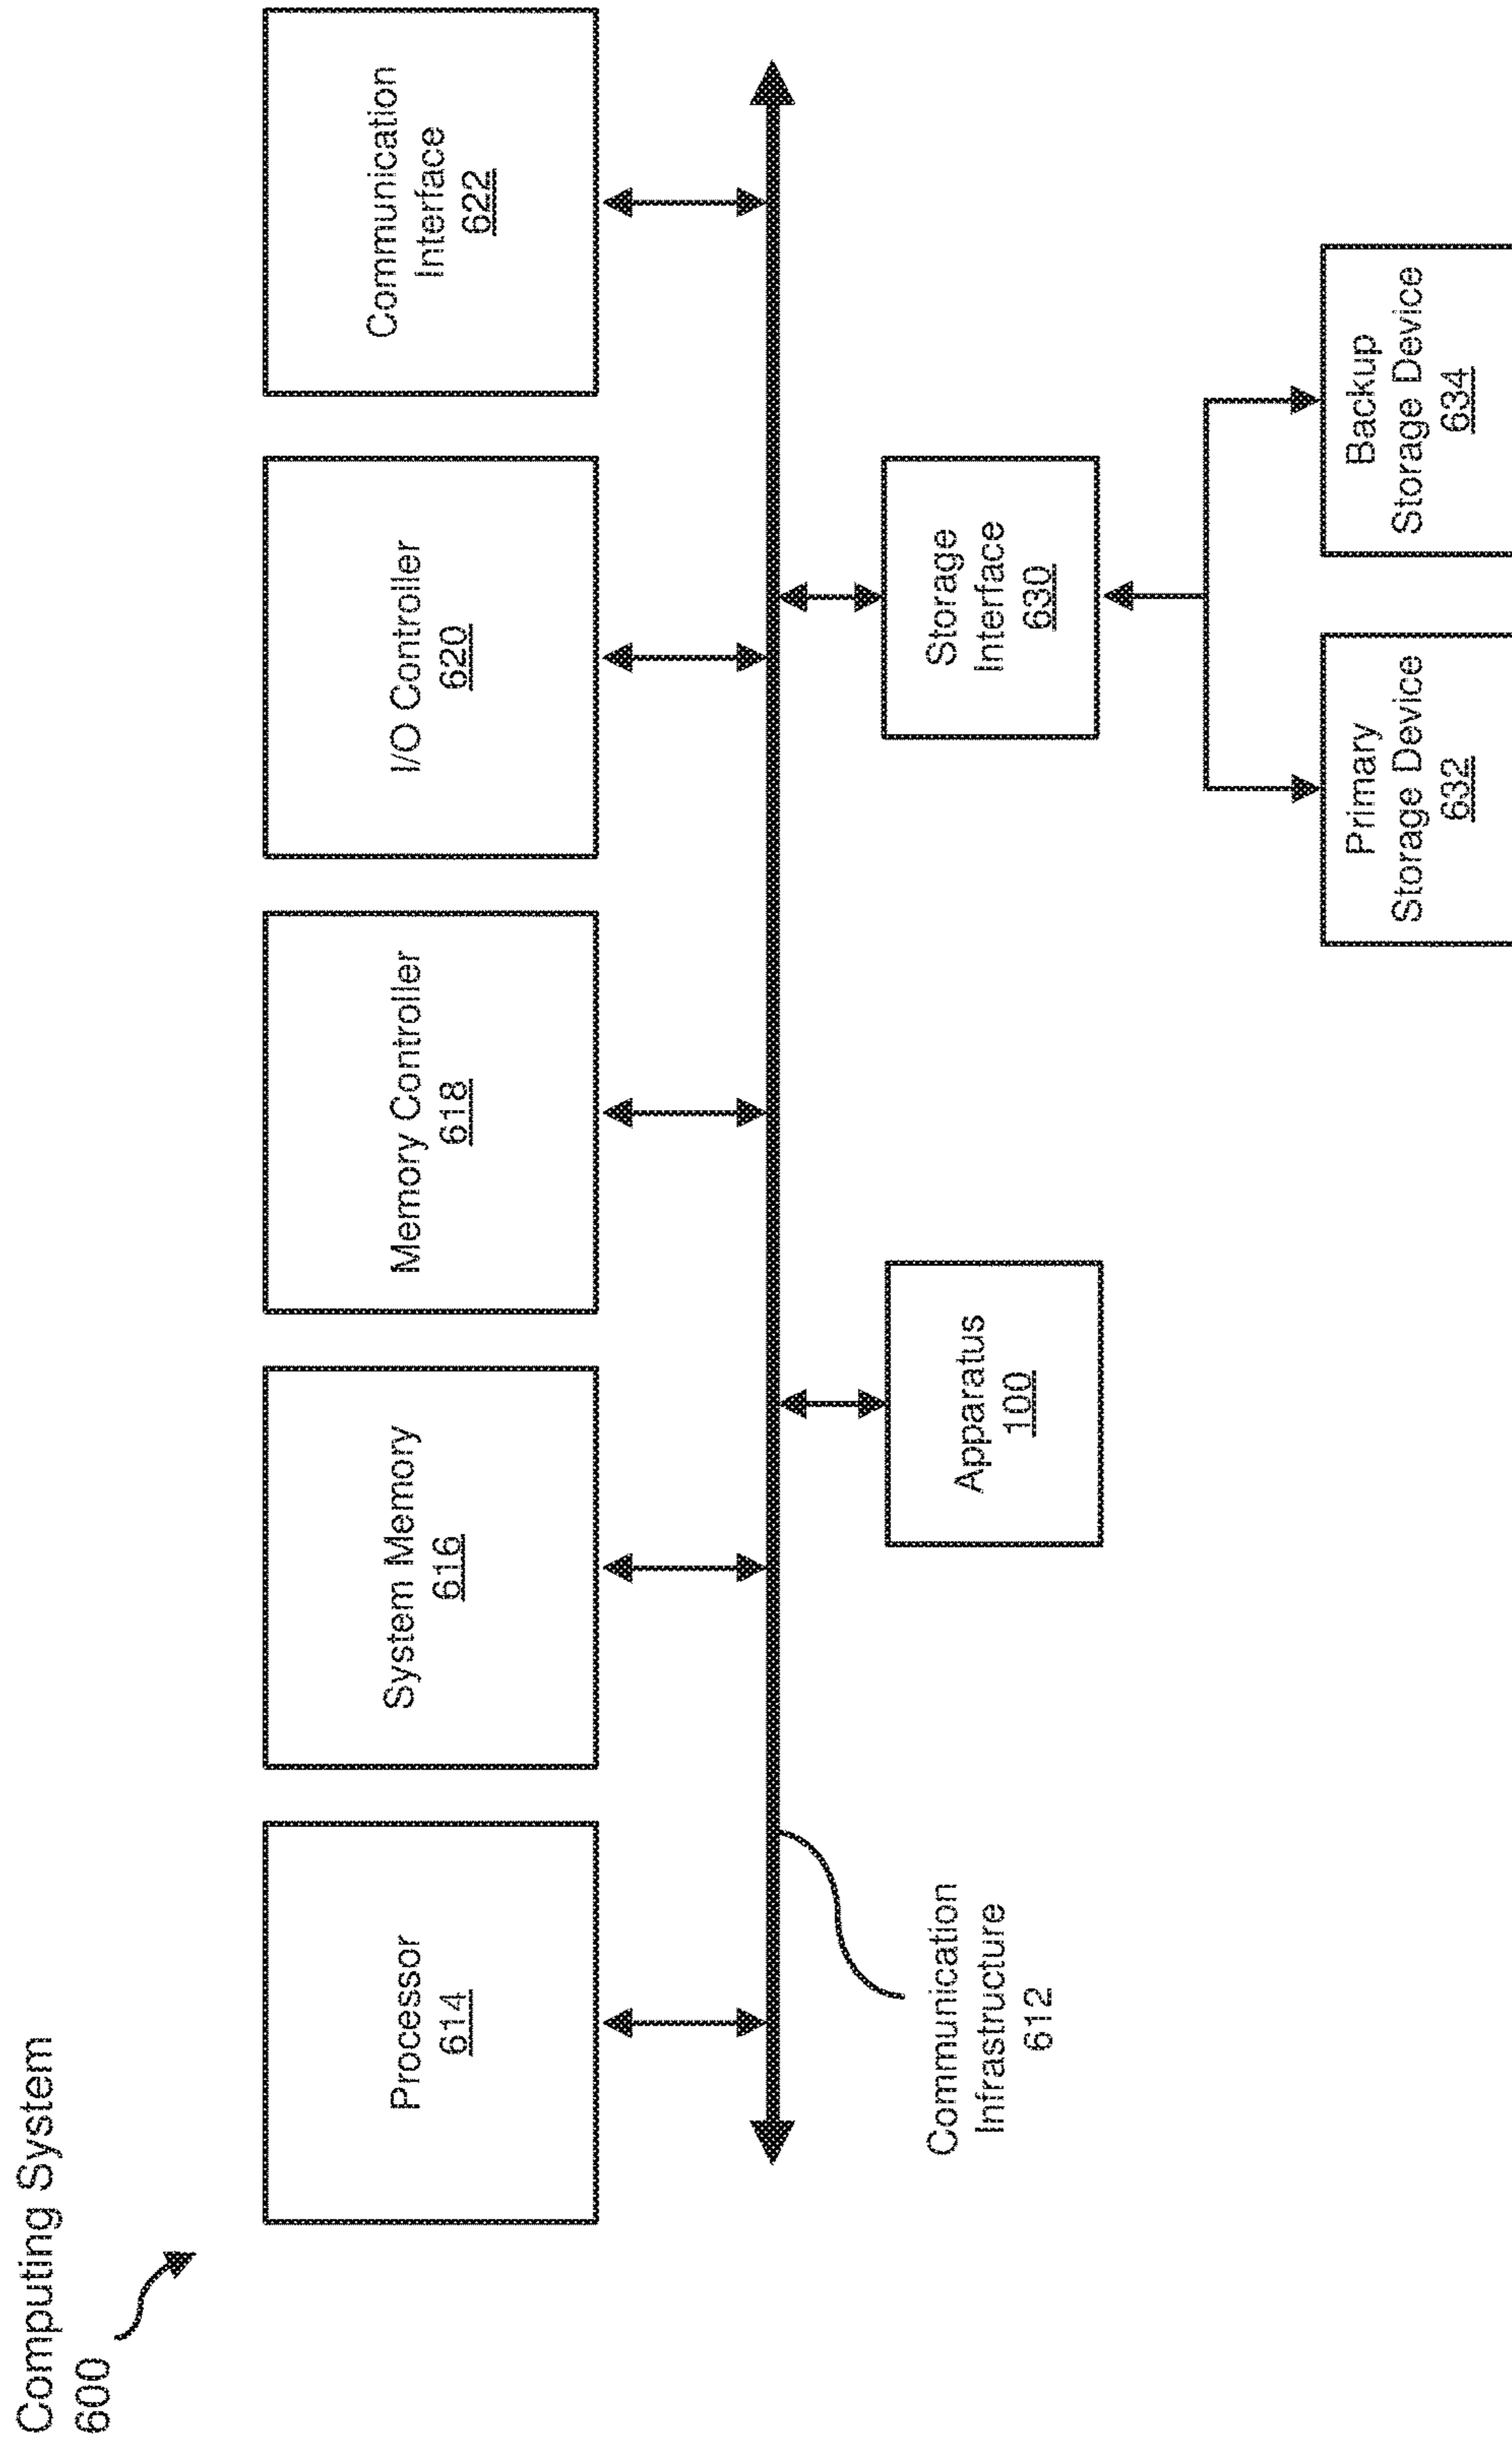 Computing System
600
Processor
614
System Memory
616
Memory Controller
618
I/O Controller
620
Communication
Interface
622
Communication
Infrastructure
612
Apparatus
100
Storage
Interface
630
Primary
Storage Device
632
Backup
Storage Device
634